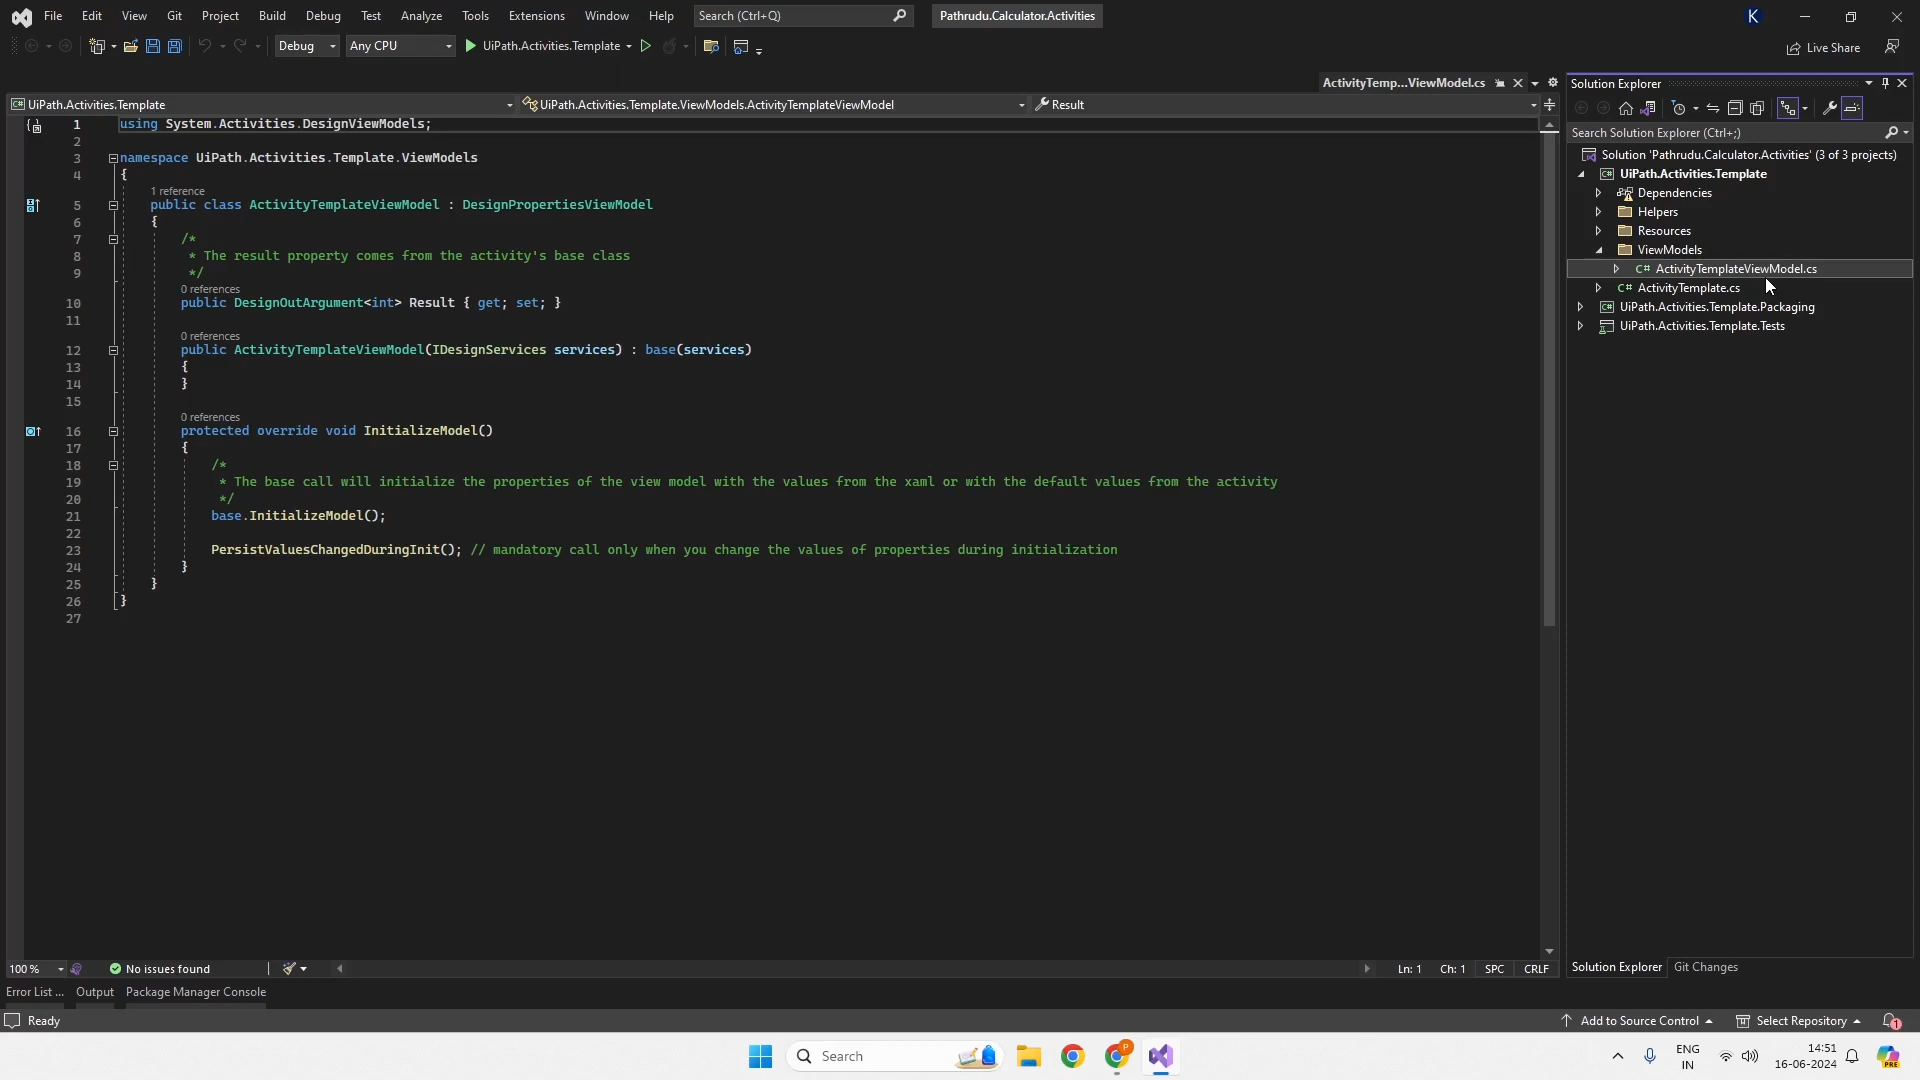 File Edit View Git Project Build Debug Test Analyze Tools Extensions Window Help Search (Ctrl+Q) Pathrudu.Calculator.Activities K
Debug Any CPU UiPath.Activities.Template Live Share
ActivityTemp...ViewModel.cs Solution Explorer
UiPath.Activities.Template UiPath.Activities.Template.ViewModels.ActivityTemplateViewModel Result
Search Solution Explorer (Ctrl+;)
Solution 'Pathrudu.Calculator.Activities' (3 of 3 projects)
UiPath.Activities.Template
Dependencies
Helpers
Resources
ViewModels
C# ActivityTemplateViewModel.cs
C# ActivityTemplate.cs
UiPath.Activities.Template.Packaging
UiPath.Activities.Template.Tests
1 using System.Activities.DesignViewModels;
2
3 namespace UiPath.Activities.Template.ViewModels
4 {
1 reference
5 public class ActivityTemplateViewModel : DesignPropertiesViewModel
6 {
7 /*
8 * The result property comes from the activity's base class
9 */
0 references
10 public DesignOutArgument<int> Result { get; set; }
11
0 references
12 public ActivityTemplateViewModel(IDesignServices services) : base(services)
13 {
14 }
15
0 references
16 protected override void InitializeModel()
17 {
18 /*
19 * The base call will initialize the properties of the view model with the values from the xaml or with the default values from the activity
20 */
21 base.InitializeModel();
22
23 PersistValuesChangedDuringInit(); // mandatory call only when you change the values of properties during initialization
24 }
25 }
26 }
27
100 % No issues found Ln: 1 Ch: 1 SPC CRLF
Solution Explorer Git Changes
Error List ... Output Package Manager Console
Ready Add to Source Control Select Repository 1
Search P ENG IN 14:51 16-06-2024 PRE